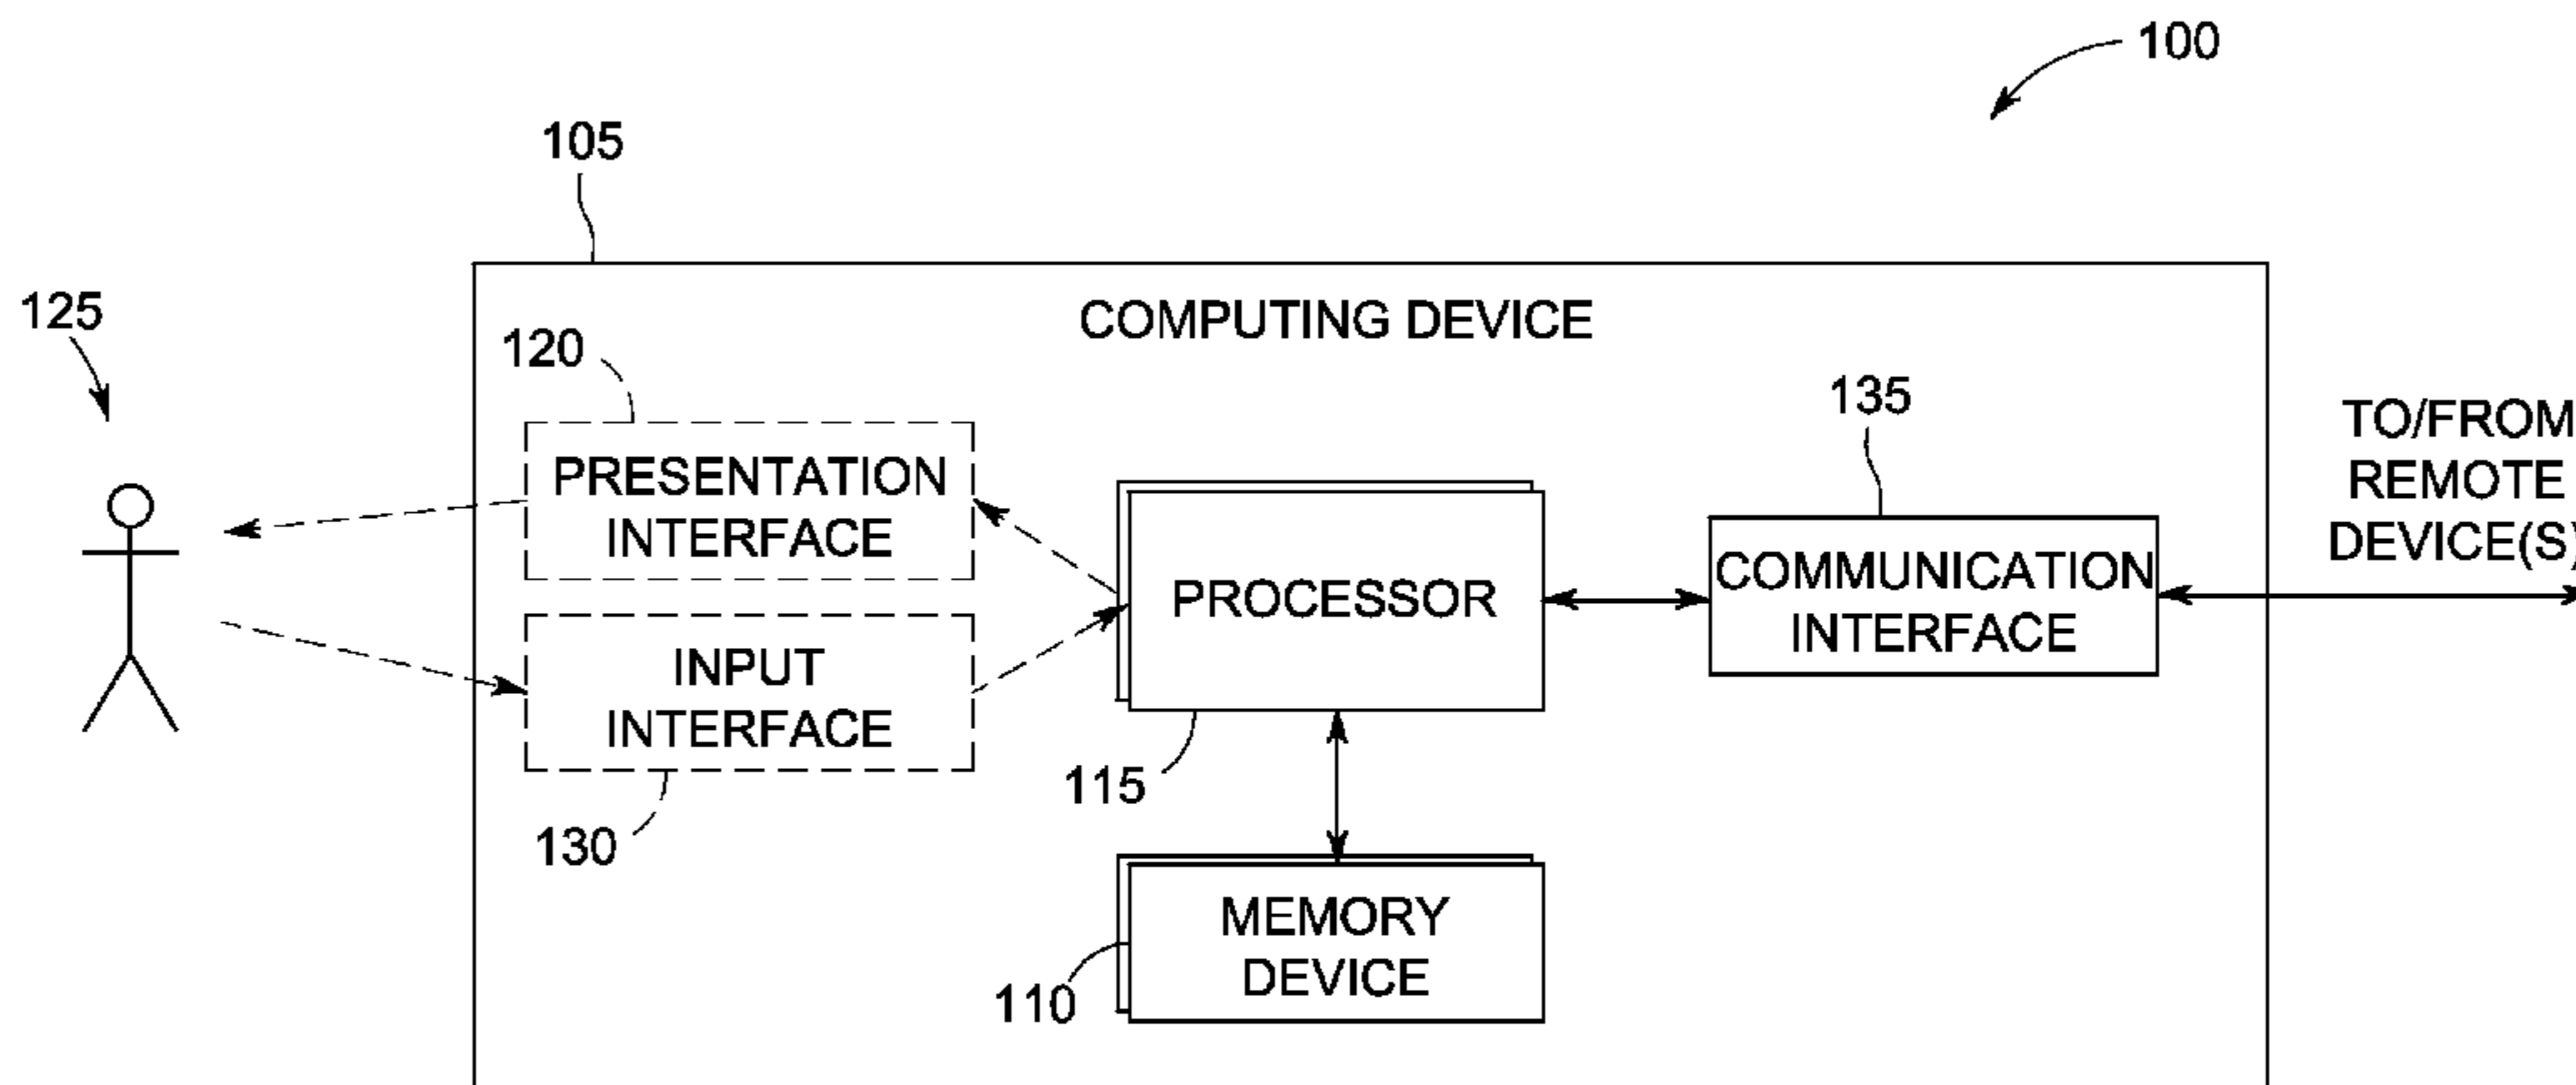 100
105
125
COMPUTING DEVICE
120
135
TO/FROM
REMOTE
DEVICE(S)
PRESENTATION
INTERFACE
PROCESSOR
COMMUNICATION
INTERFACE
INPUT
INTERFACE
115
130
MEMORY
DEVICE
110